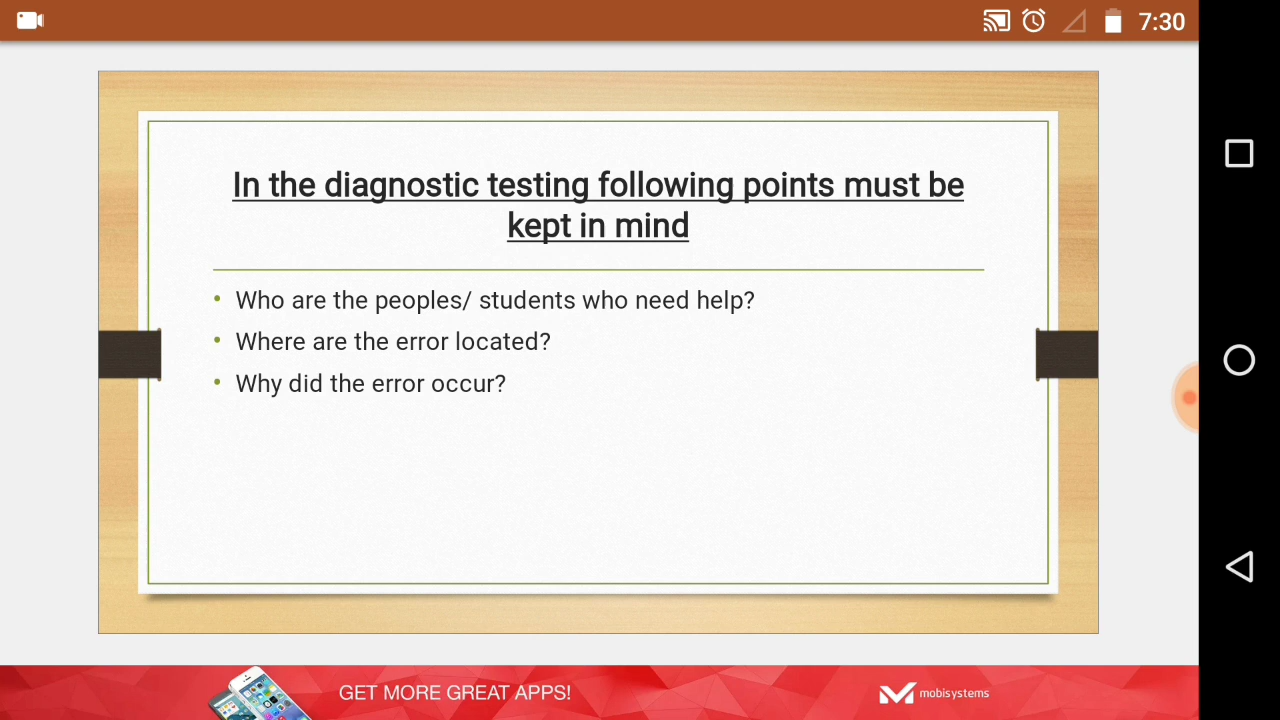 7:30
In the diagnostic testing following points must be
kept in mind
• Who are the peoples/ students who need help?
• Where are the error located?
• Why did the error occur?
GET MORE GREAT APPS!
mobisystems